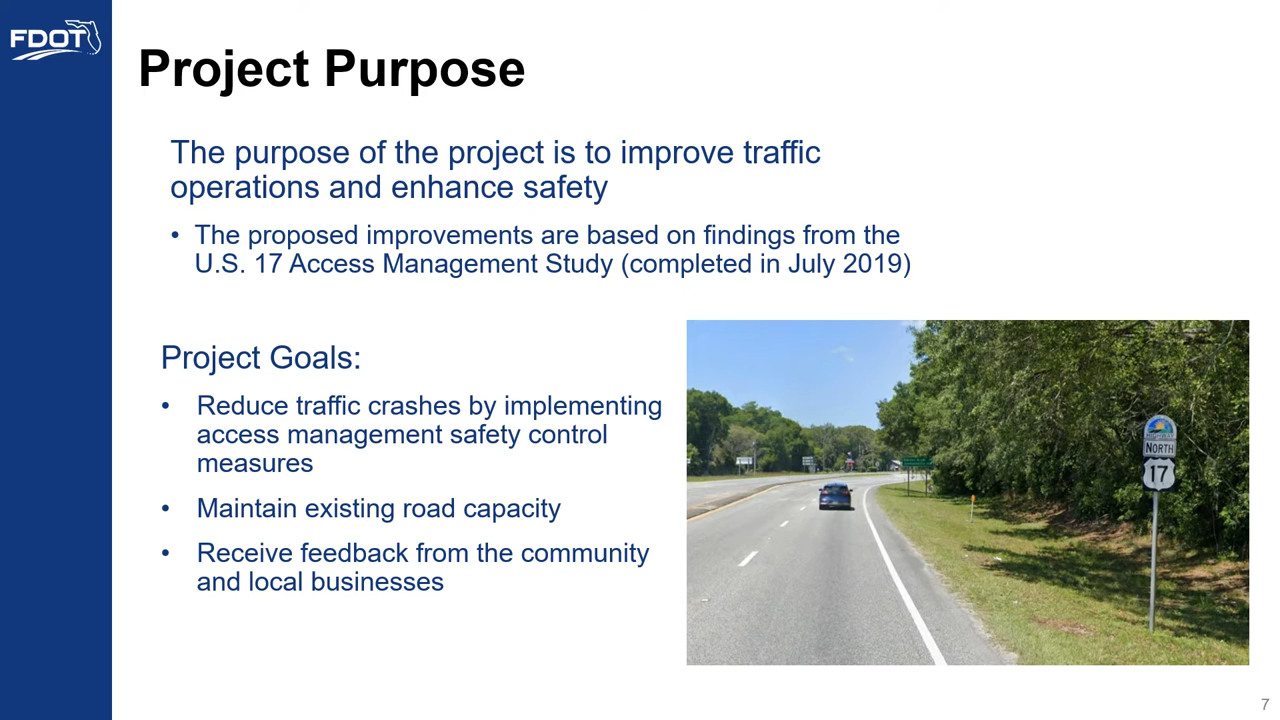 FDOT
Project Purpose
The purpose of the project is to improve traffic
operations and enhance safety
• The proposed improvements are based on findings from the
U.S. 17 Access Management Study (completed in July 2019)
Project Goals:
• Reduce traffic crashes by implementing
access management safety control
measures
• Maintain existing road capacity
• Receive feedback from the community
and local businesses
NORTH
17
7